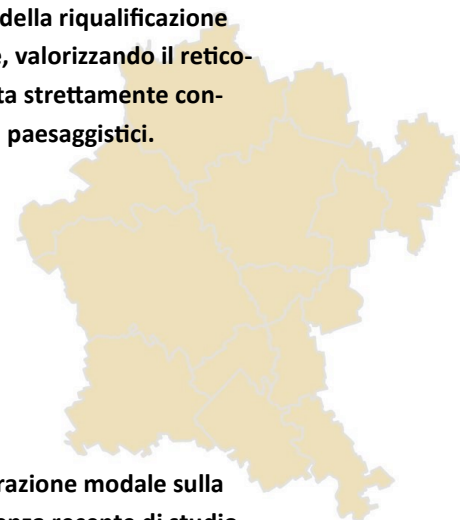 della riqualificazione
, valorizzando il retico-
ta strettamente con-
paesaggistici.
razione modale sulla